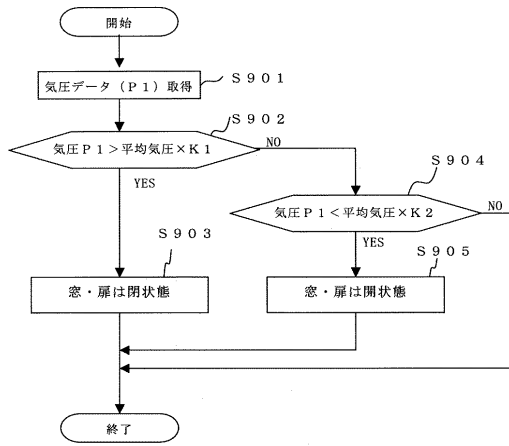 開始
気圧データ（P1）取得
S901
気圧P1＞平均気圧×K1
S902
NO
YES
気圧P1＜平均気圧×K2
S904
NO
YES
窓・扉は閉状態
S903
窓・扉は開状態
S905
終了